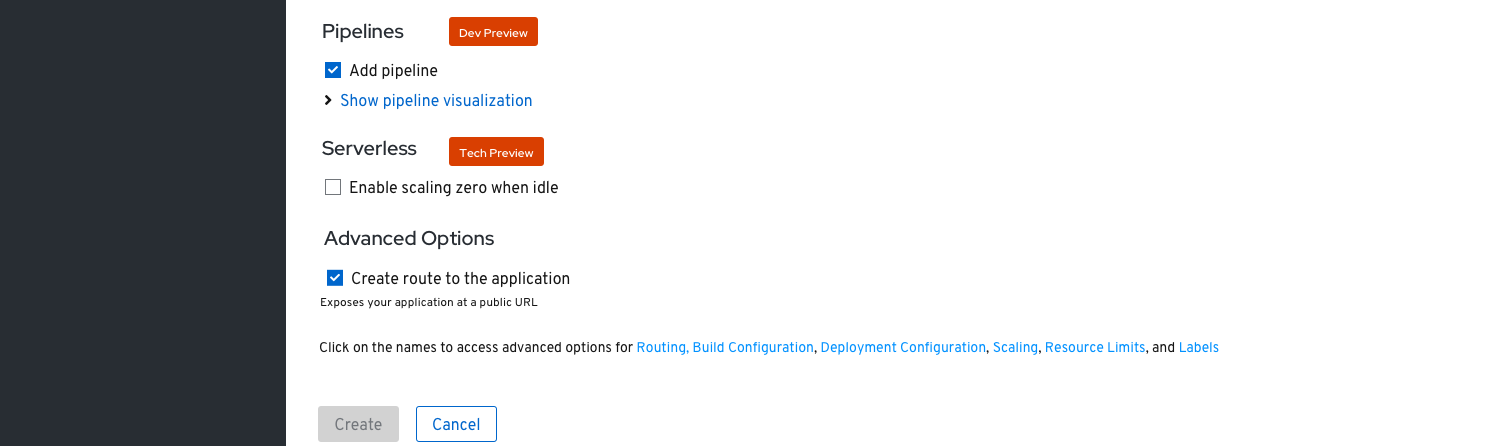 Pipelines Dev Preview
Add pipeline
Show pipeline visualization
Serverless Tech Preview
Enable scaling zero when idle
Advanced Options
Create route to the application
Exposes your application at a public URL
Click on the names to access advanced options for Routing, Build Configuration, Deployment Configuration, Scaling, Resource Limits, and Labels
Create Cancel